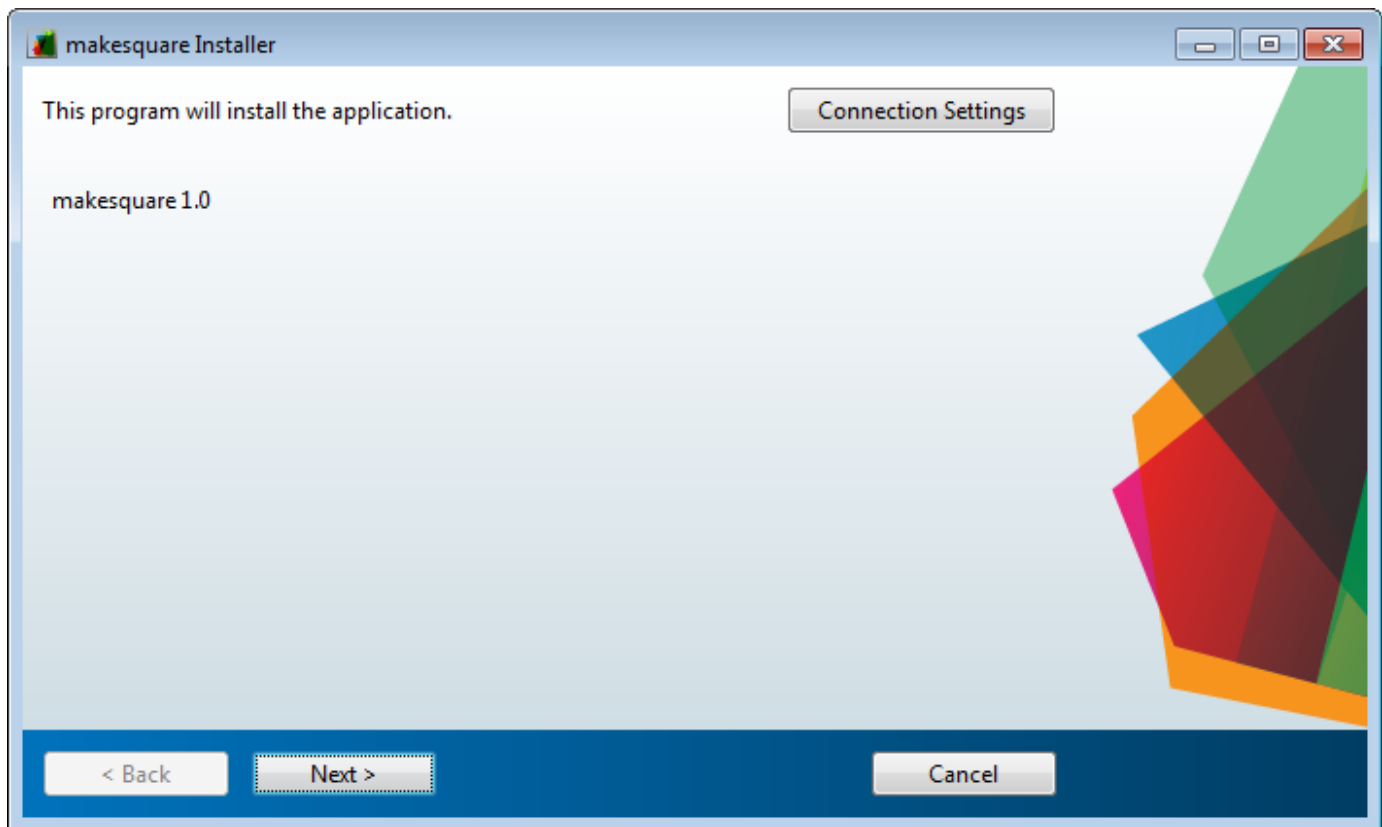 makesquare Installer
This program will install the application.
Connection Settings
makesquare 1.0
< Back
Next >
Cancel